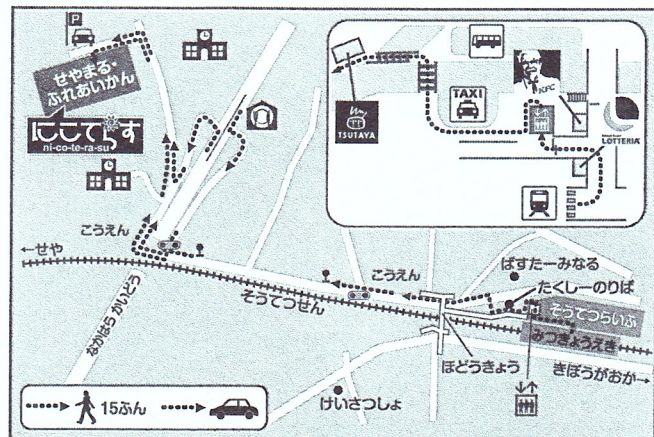 P
せやまる・
ふれあいかん
にこてらす
ni-co-te-ra-su
TAXI
KFC
TSUTAYA
LOTTERIA
こうえん
←せや
なかはらかいどう
そうてつせん
こうえん
ばすたーみなる
たくしーのりば
そうてつらいふ
みつきょうえき
ほどうきょう
きぼうがおか→
けいさつしょ
15ふん